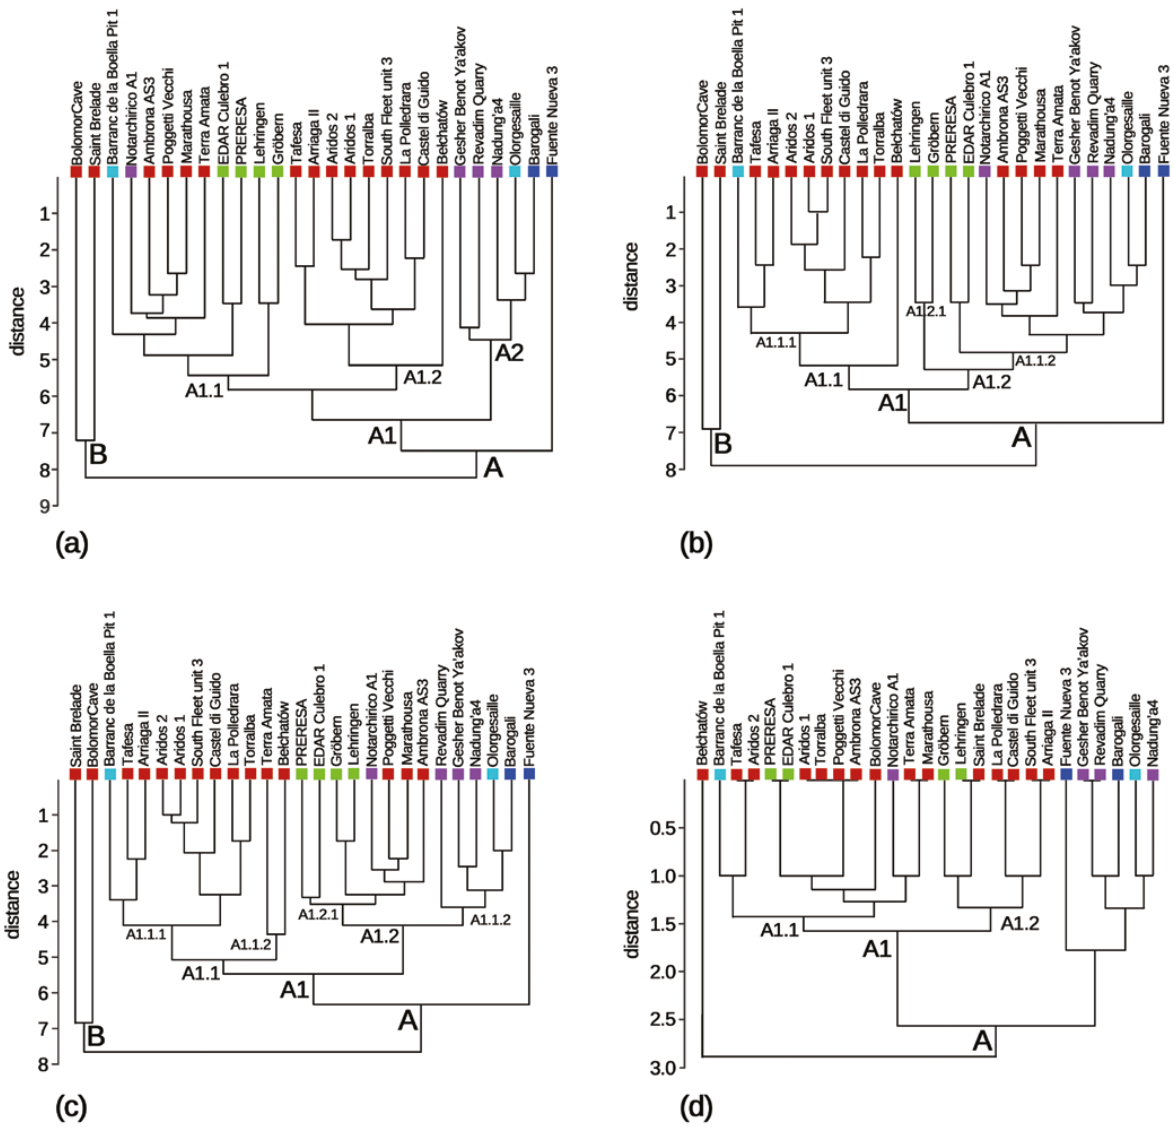 BolomorCave
Saint Brelade
Barranc de la Boella Pit 1
Notarchirico A1
Ambrona AS3
Poggetti Vecchi
Marathousa
Terra Amata
EDAR Culebro 1
PRERESA
Lehringen
Gröbern
Tafesa
Arriaga II
Aridos 2
Aridos 1
Torralba
South Fleet unit 3
La Polledrara
Castel di Guido
Belchatów
Gesher Benot Ya'akov
Revadim Quarry
Nadung'a4
Olorgesaille
Barogali
Fuente Nueva 3
distance
1
2
3
4
5
6
7
8
9
A2
A1.1
A1.2
A1
B
A
(a)
BolomorCave
Saint Brelade
Barranc de la Boella Pit 1
Tafesa
Arriaga II
Aridos 2
Aridos 1
South Fleet unit 3
Castel di Guido
La Polledrara
Torralba
Belchatów
Lehringen
Gröbern
PRERESA
EDAR Culebro 1
Notarchirico A1
Ambrona AS3
Poggetti Vecchi
Marathousa
Terra Amata
Gesher Benot Ya'akov
Revadim Quarry
Nadung'a4
Olorgesaille
Barogali
Fuente Nueva 3
distance
1
2
3
4
5
6
7
8
A1.2.1
A1.1.1
A1.1.2
A1.1
A1.2
A1
B
A
(b)
Saint Brelade
BolomorCave
Barranc de la Boella Pit 1
Tafesa
Arriaga II
Aridos 2
Aridos 1
South Fleet unit 3
Castel di Guido
La Polledrara
Torralba
Terra Amata
Belchatów
PRERESA
EDAR Culebro 1
Gröbern
Lehringen
Notarchirico A1
Poggetti Vecchi
Marathousa
Ambrona AS3
Revadim Quarry
Gesher Benot Ya'akov
Nadung'a4
Olorgesaille
Barogali
Fuente Nueva 3
distance
1
2
3
4
5
6
7
8
A1.2.1
A1.1.2
A1.1.1
A1.1.2
A1.2
A1.1
A1
A
B
(c)
Belchatów
Barranc de la Boella Pit 1
Tafesa
Aridos 2
PRERESA
EDAR Culebro 1
Aridos 1
Torralba
Poggetti Vecchi
Ambrona AS3
BolomorCave
Notarchirico A1
Terra Amata
Marathousa
Gröbern
Lehringen
Saint Brelade
La Polledrara
Castel di Guido
South Fleet unit 3
Arriaga II
Fuente Nueva 3
Gesher Benot Ya'akov
Revadim Quarry
Barogali
Olorgesaille
Nadung'a4
distance
0.5
1.0
1.5
2.0
2.5
3.0
A1.1
A1.2
A1
A
(d)